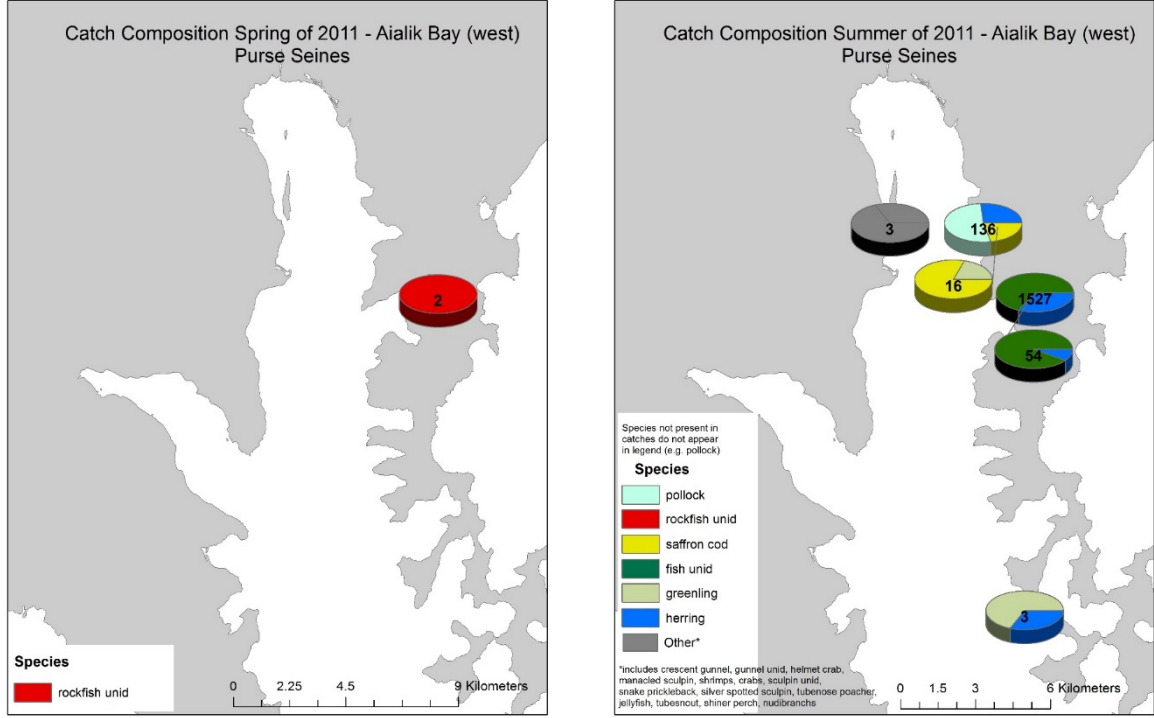 Catch Composition Spring of 2011 - Aialik Bay (west)
Purse Seines
2
Species
rockfish unid
0 2.25 4.5 9 Kilometers
Catch Composition Summer of 2011 - Aialik Bay (west)
Purse Seines
3
136
16
1527
54
3
Species not present in
catches do not appear
in legend (e.g. pollock)
Species
pollock
rockfish unid
saffron cod
fish unid
greenling
herring
Other*
*includes crescent gunnel, gunnel unid, helmet crab,
manacled sculpin, shrimps, crabs, sculpin unid,
snake prickleback, silver spotted sculpin, tubenose poacher,
jellyfish, tubesnout, shiner perch, nudibranchs
0 1.5 3 6 Kilometers